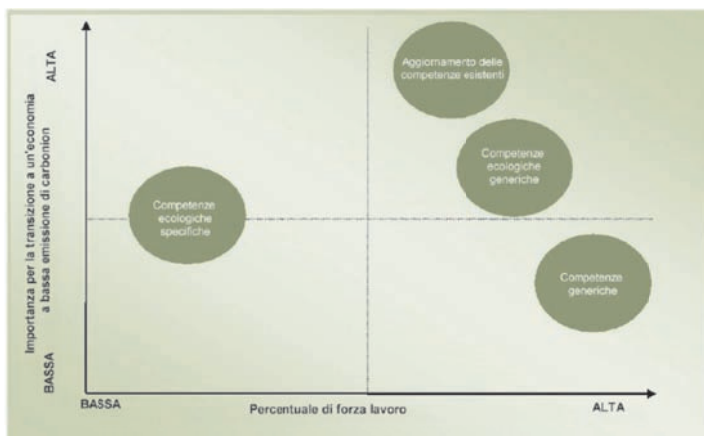 ALTA
Importanza per la transizione a un'economia
a bassa emissione di carbonion
BASSA
Aggiornamento delle
competenze esistenti
Competenze
ecologiche
generiche
Competenze
ecologiche
specifiche
Competenze
generiche
BASSA
Percentuale di forza lavoro
ALTA